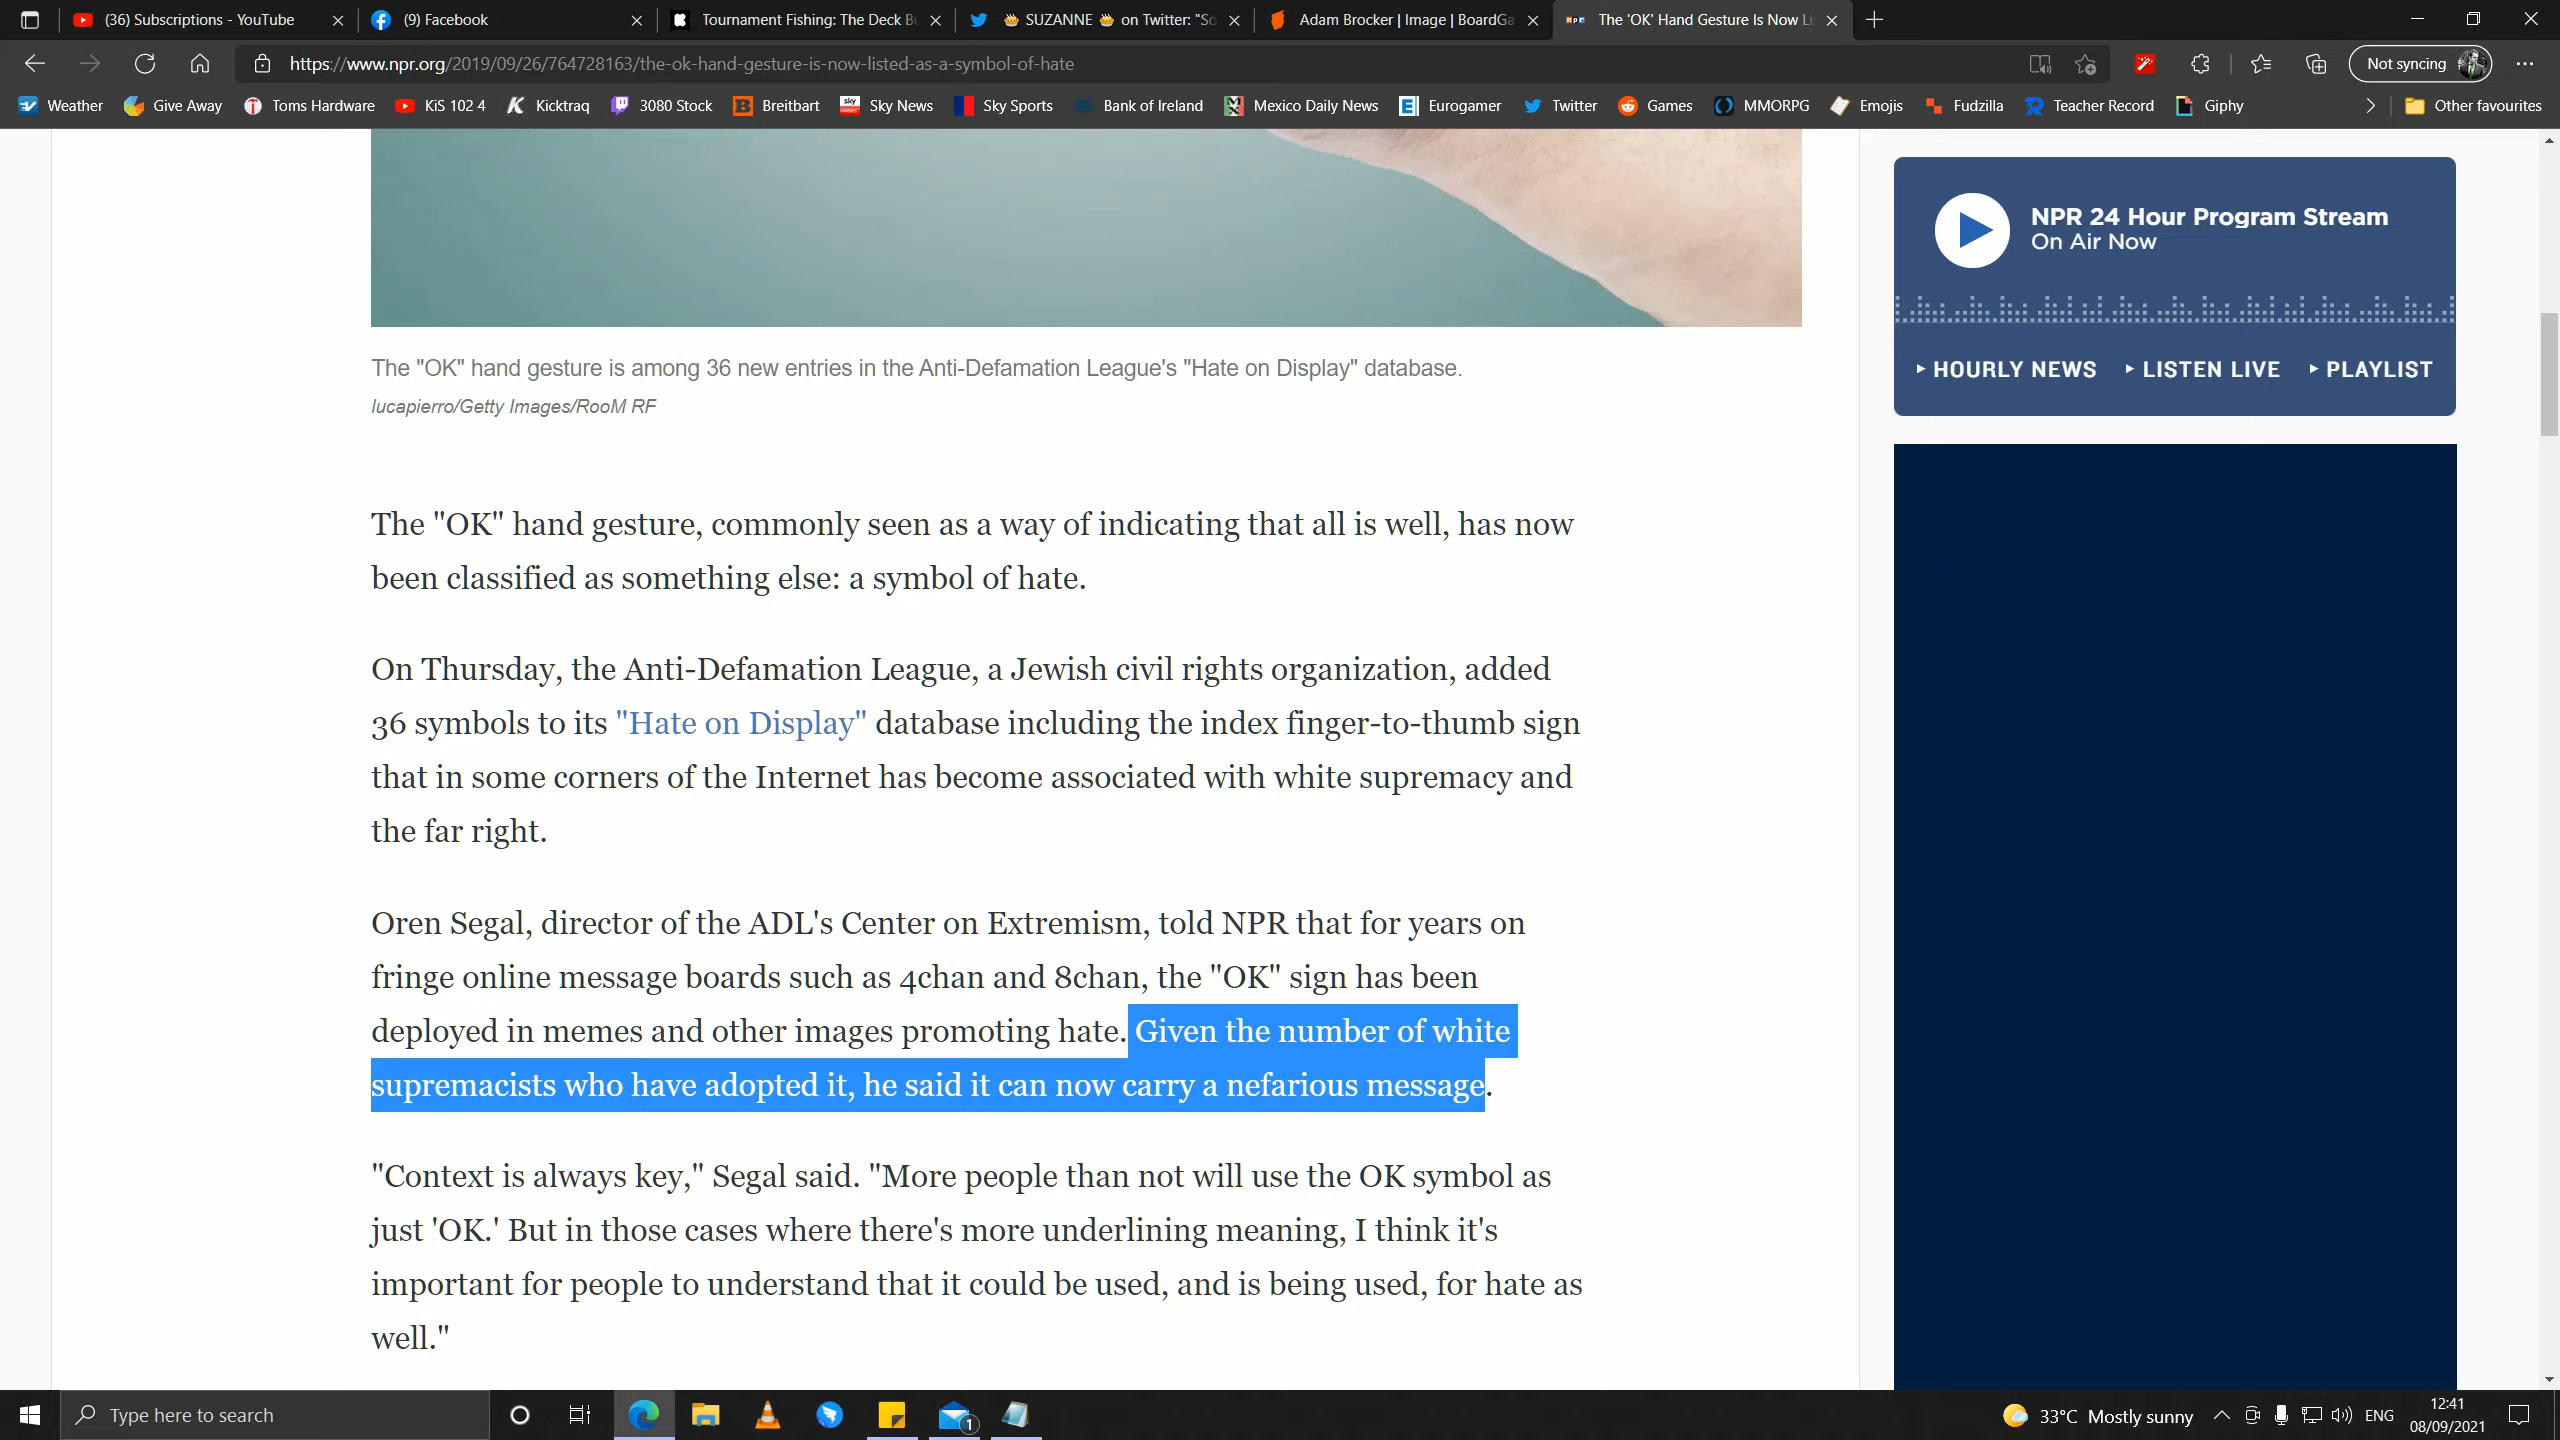 (36) Subscriptions - YouTube
(9) Facebook
Tournament Fishing: The Deck Bu
SUZANNE on Twitter: "So
Adam Brocker | Image | BoardGa
The 'OK' Hand Gesture Is Now Li
https://www.npr.org/2019/09/26/764728163/the-ok-hand-gesture-is-now-listed-as-a-symbol-of-hate
Not syncing
Weather
Give Away
Toms Hardware
KiS 102 4
Kicktraq
3080 Stock
Breitbart
Sky News
Sky Sports
Bank of Ireland
Mexico Daily News
Eurogamer
Twitter
Games
MMORPG
Emojis
Fudzilla
Teacher Record
Giphy
Other favourites
The "OK" hand gesture is among 36 new entries in the Anti-Defamation League's "Hate on Display" database.
lucapierro/Getty Images/RooM RF
The "OK" hand gesture, commonly seen as a way of indicating that all is well, has now
been classified as something else: a symbol of hate.
On Thursday, the Anti-Defamation League, a Jewish civil rights organization, added
36 symbols to its "Hate on Display" database including the index finger-to-thumb sign
that in some corners of the Internet has become associated with white supremacy and
the far right.
Oren Segal, director of the ADL's Center on Extremism, told NPR that for years on
fringe online message boards such as 4chan and 8chan, the "OK" sign has been
deployed in memes and other images promoting hate. Given the number of white
supremacists who have adopted it, he said it can now carry a nefarious message.
"Context is always key," Segal said. "More people than not will use the OK symbol as
just 'OK.' But in those cases where there's more underlining meaning, I think it's
important for people to understand that it could be used, and is being used, for hate as
well."
NPR 24 Hour Program Stream
On Air Now
HOURLY NEWS
LISTEN LIVE
PLAYLIST
Type here to search
1
33°C Mostly sunny
ENG
12:41
08/09/2021